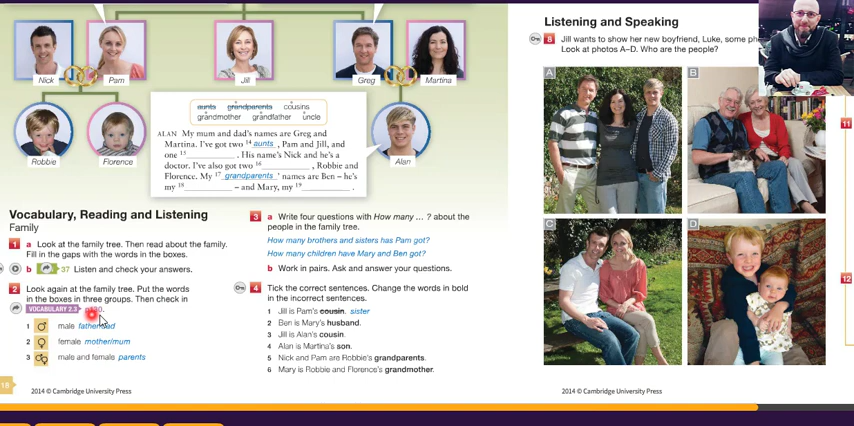 Nick
Pam
Jill
Greg
Martina
Robbie
Florence
Alan
aunts grandparents cousins
grandmother grandfather uncle
ALAN My mum and dad's names are Greg and
Martina. I've got two 14 aunts , Pam and Jill, and
one 15 __________ . His name's Nick and he's a
doctor. I've also got two 16 __________ , Robbie and
Florence. My 17 grandparents ' names are Ben – he's
my 18 __________ – and Mary, my 19 __________ .
Vocabulary, Reading and Listening
Family
1 a Look at the family tree. Then read about the family.
Fill in the gaps with the words in the boxes.
b 37 Listen and check your answers.
2 Look again at the family tree. Put the words
in the boxes in three groups. Then check in
VOCABULARY 2.3
1 male father/dad
2 female mother/mum
3 male and female parents
18
2014 © Cambridge University Press
3 a Write four questions with How many … ? about the
people in the family tree.
How many brothers and sisters has Pam got?
How many children have Mary and Ben got?
b Work in pairs. Ask and answer your questions.
4 Tick the correct sentences. Change the words in bold
in the incorrect sentences.
1 Jill is Pam's cousin. sister
2 Ben is Mary's husband.
3 Jill is Alan's cousin.
4 Alan is Martina's son.
5 Nick and Pam are Robbie's grandparents.
6 Mary is Robbie and Florence's grandmother.
Listening and Speaking
8 Jill wants to show her new boyfriend, Luke, some
Look at photos A–D. Who are the people?
A
B
C
D
11
12
2014 © Cambridge University Press